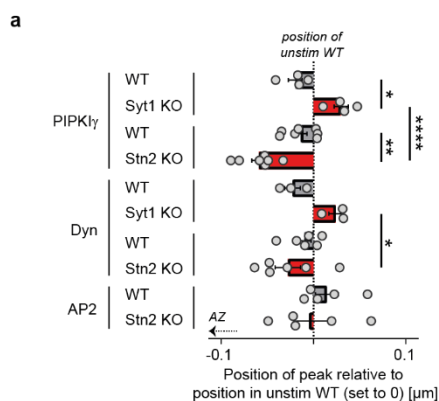 a
position of
unstim WT
PIPKIγ
WT
Syt1 KO
WT
Stn2 KO
Dyn
WT
Syt1 KO
WT
Stn2 KO
AP2
WT
Stn2 KO
*
**
****
*
AZ
-0.1
0.1
Position of peak relative to
position in unstim WT (set to 0) [µm]